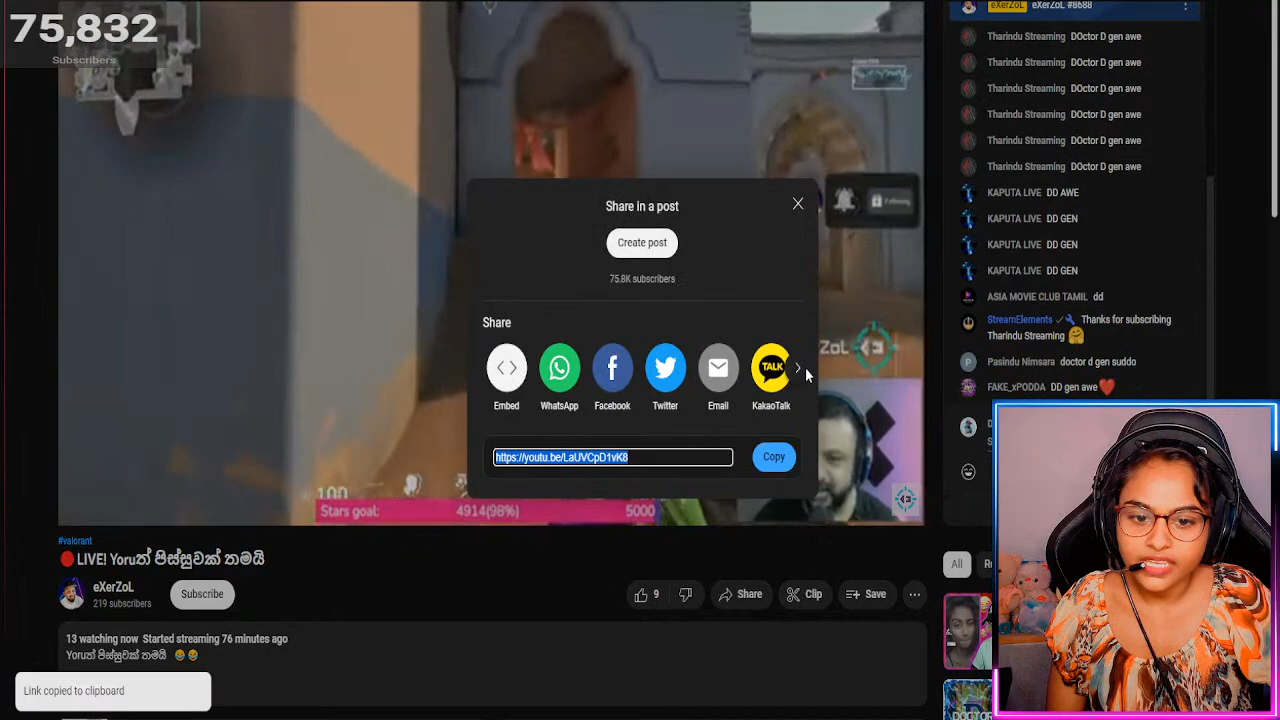 75,832
Subscribers
eXerZoL eXerZoL #8688
Tharindu Streaming DOctor D gen awe
Tharindu Streaming DOctor D gen awe
Tharindu Streaming DOctor D gen awe
Tharindu Streaming DOctor D gen awe
Tharindu Streaming DOctor D gen awe
Tharindu Streaming DOctor D gen awe
KAPUTA LIVE DD AWE
KAPUTA LIVE DD GEN
KAPUTA LIVE DD GEN
KAPUTA LIVE DD GEN
ASIA MOVIE CLUB TAMIL dd
StreamElements Thanks for subscribing
Tharindu Streaming
Pasindu Nimsara doctor d gen suddo
FAKE_xPODDA DD gen awe
Share in a post
Create post
75.8K subscribers
Following
Share
ZoL
TALK
Embed WhatsApp Facebook Twitter Email KakaoTalk
https://youtu.be/LaUVCpD1vK8 Copy
100
Stars goal: 4914(98%) 5000
#valorant
LIVE! Yoruත් පිස්සුවක් තමයි
eXerZoL
219 subscribers
Subscribe
9 Share Clip Save
All
13 watching now Started streaming 76 minutes ago
Yoruත් පිස්සුවක් තමයි
Link copied to clipboard
DOCTOR